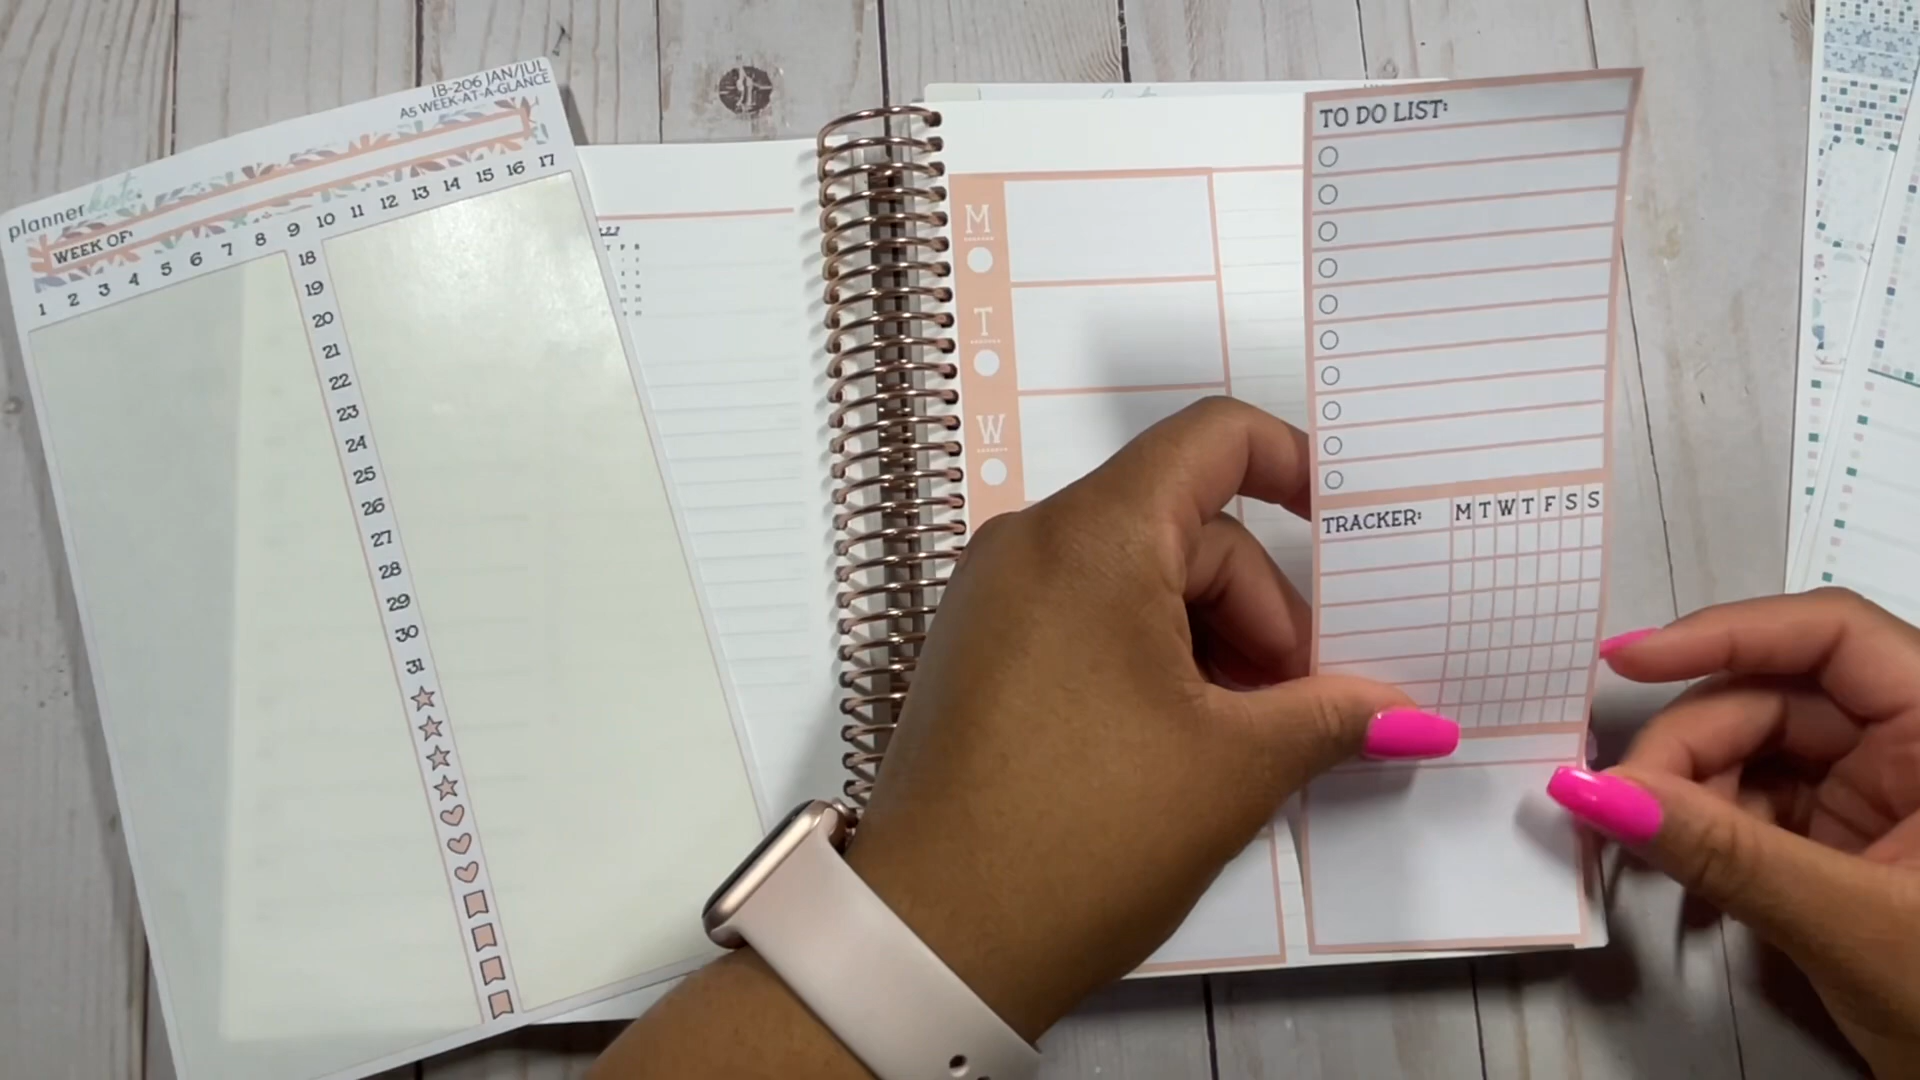 IB-206 JAN/JUL
A5 WEEK-AT-A-GLANCE
plannerkate
WEEK OF:
1 2 3 4 5 6 7 8 9 10 11 12 13 14 15 16 17
18
19
20
21
22
23
24
25
26
27
28
29
30
31
M
T
W
TO DO LIST:
TRACKER: M T W T F S S